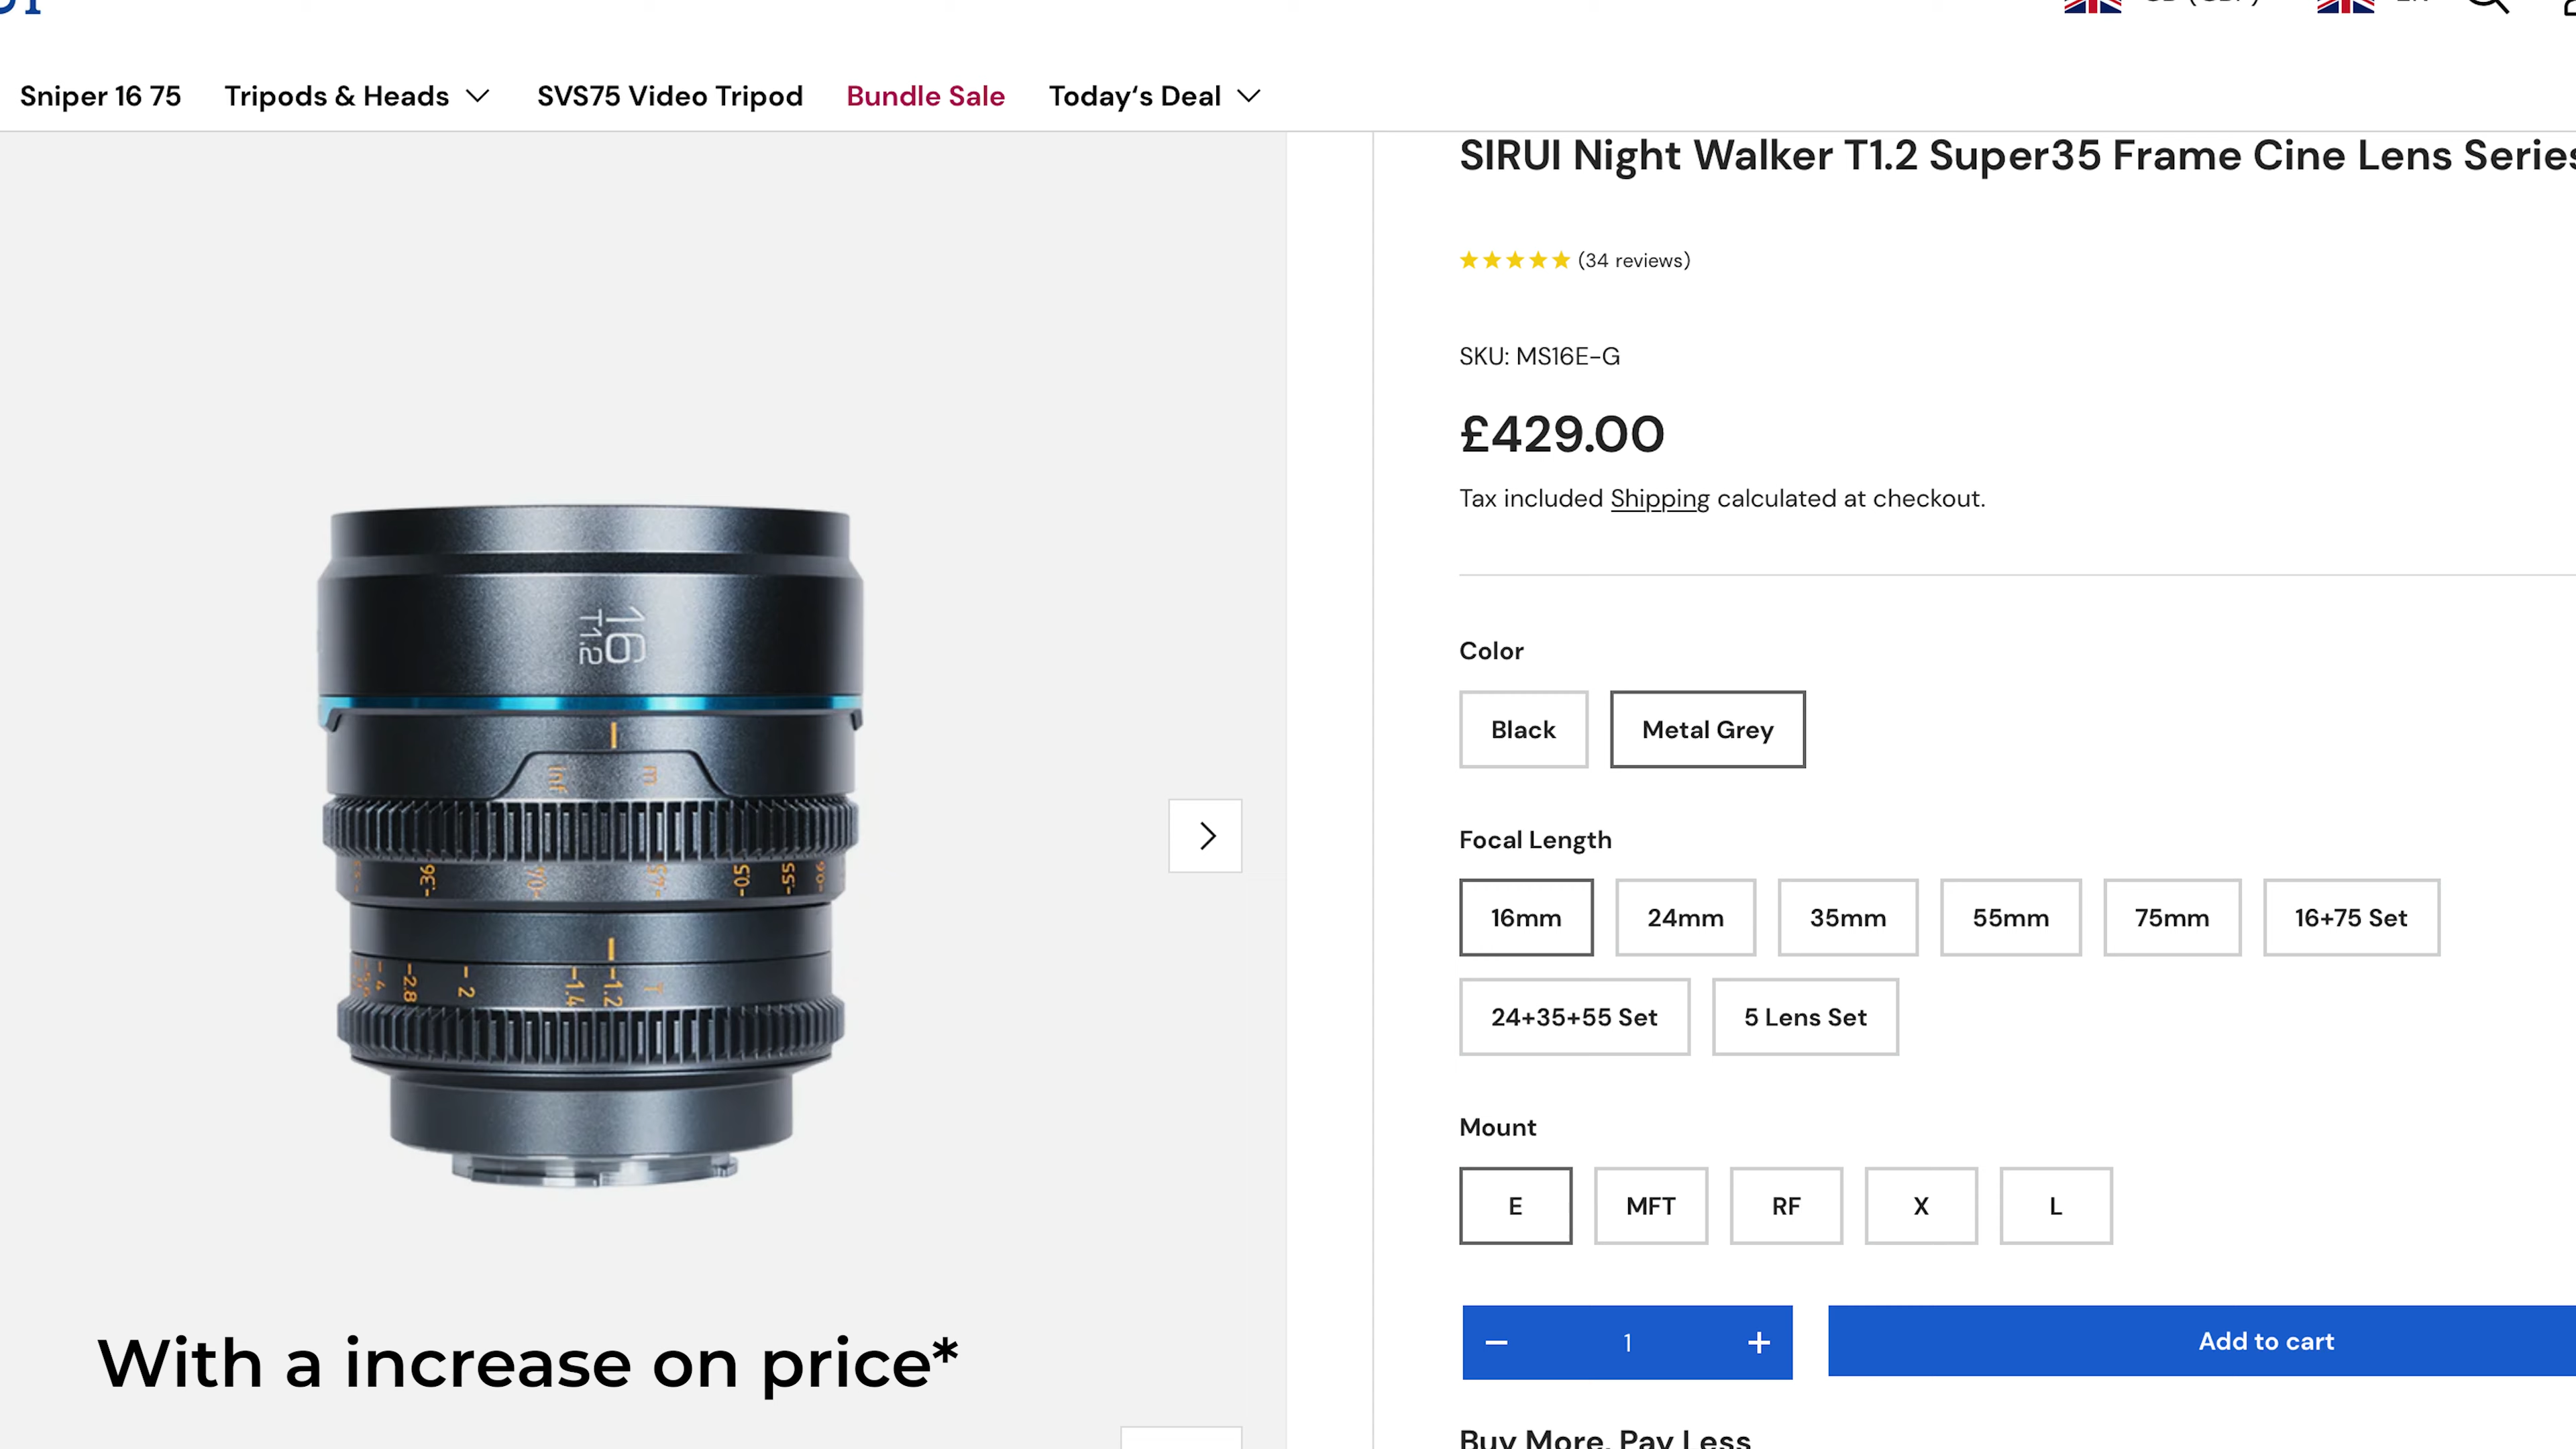 Sniper 16 75 Tripods & Heads SVS75 Video Tripod Bundle Sale Today‘s Deal
SIRUI Night Walker T1.2 Super35 Frame Cine Lens Series
(34 reviews)
SKU: MS16E-G
£429.00
Tax included Shipping calculated at checkout.
Color
Black Metal Grey
Focal Length
16mm 24mm 35mm 55mm 75mm 16+75 Set
24+35+55 Set 5 Lens Set
Mount
E MFT RF X L
1 Add to cart
Buy More, Pay Less
16
T1.2
inf m
With a increase on price*